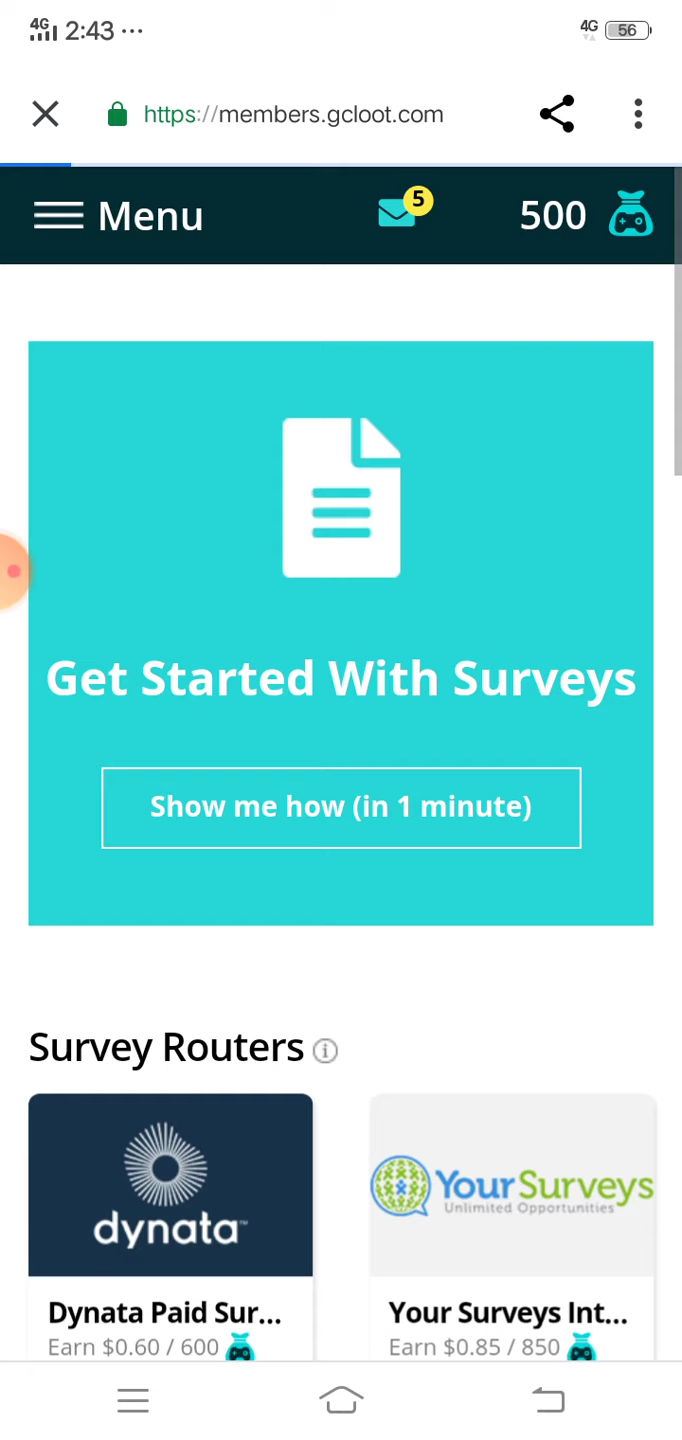 4G 2:43 ... 4G 56
https://members.gcloot.com
Menu 5 500
Get Started With Surveys
Show me how (in 1 minute)
Survey Routers
dynata™
YourSurveys
Unlimited Opportunities
Dynata Paid Sur... Your Surveys Int...
Earn $0.60 / 600 Earn $0.85 / 850